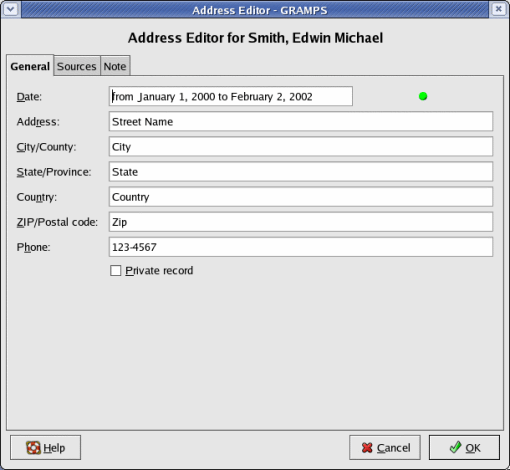 Address Editor - GRAMPS
Address Editor for Smith, Edwin Michael
General Sources Note
Date: from January 1, 2000 to February 2, 2002
Address: Street Name
City/County: City
State/Province: State
Country: Country
ZIP/Postal code: Zip
Phone: 123-4567
Private record
Help Cancel OK